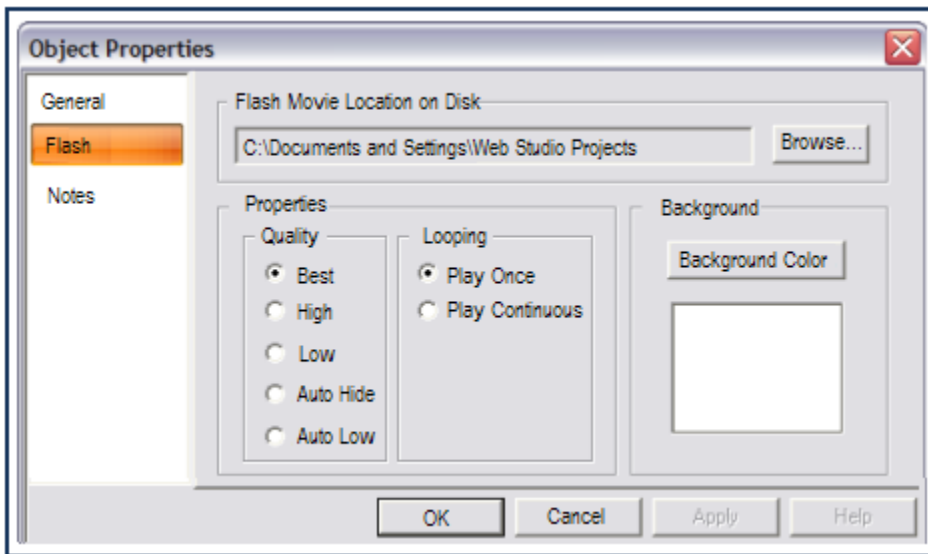 Object Properties
General
Flash
Notes
Flash Movie Location on Disk
C:\Documents and Settings\Web Studio Projects
Browse...
Properties
Quality
Best
High
Low
Auto Hide
Auto Low
Looping
Play Once
Play Continuous
Background
Background Color
OK
Cancel
Apply
Help